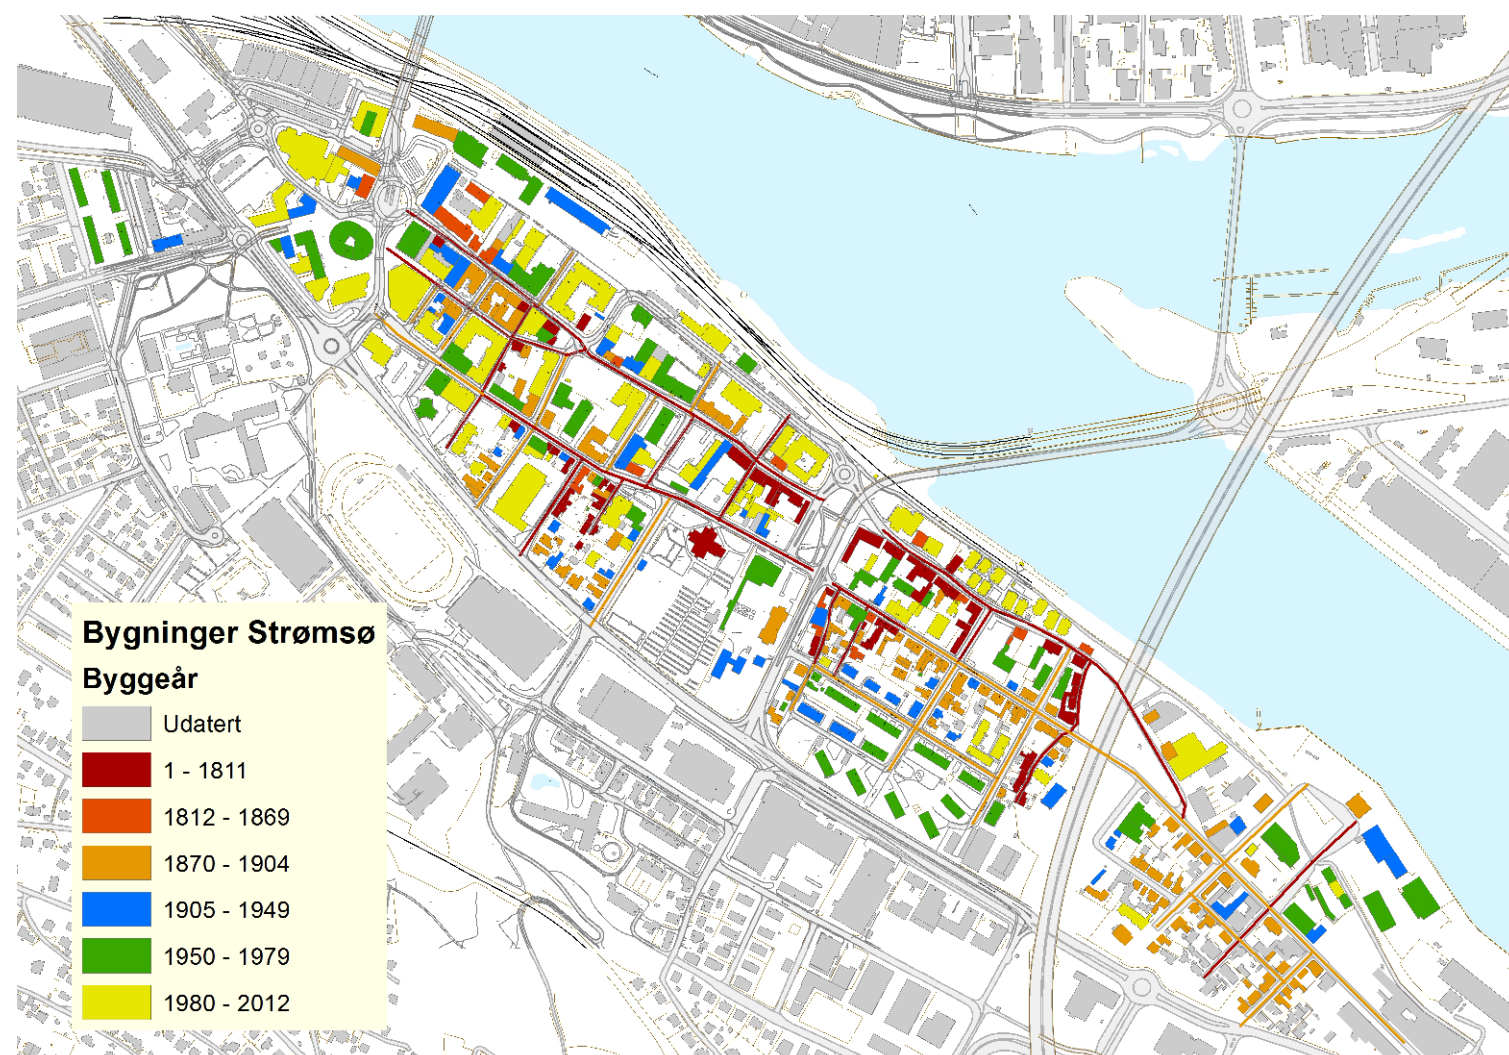 Bygninger Strømsø
Byggeår
Udatert
1 - 1811
1812 - 1869
1870 - 1904
1905 - 1949
1950 - 1979
1980 - 2012